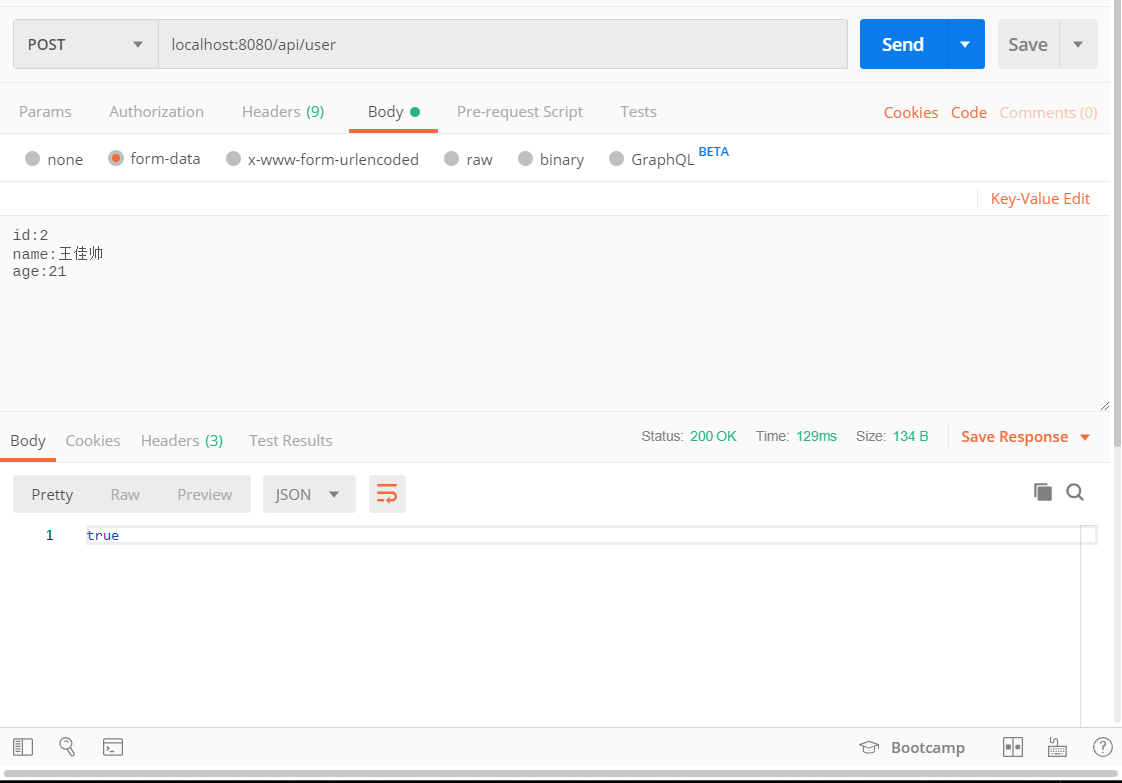 POST localhost:8080/api/user Send Save
Params Authorization Headers (9) Body Pre-request Script Tests Cookies Code Comments (0)
none form-data x-www-form-urlencoded raw binary GraphQL BETA
Key-Value Edit
id:2
name:王佳帅
age:21
Body Cookies Headers (3) Test Results Status: 200 OK Time: 129ms Size: 134 B Save Response
Pretty Raw Preview JSON
1 true
Bootcamp